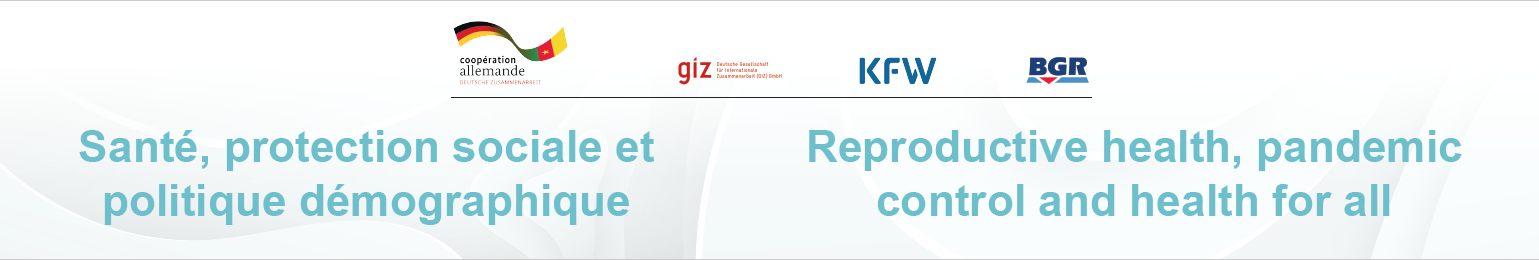 coopération
allemande
DEUTSCHE ZUSAMMENARBEIT
giz Deutsche Gesellschaft
für Internationale
Zusammenarbeit (GIZ) GmbH
KFW
BGR
Santé, protection sociale et
politique démographique
Reproductive health, pandemic
control and health for all